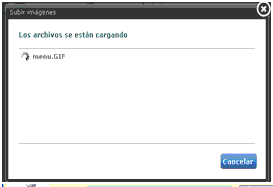 Subir imágenes
Los archivos se están cargando
menu.GIF
Cancelar